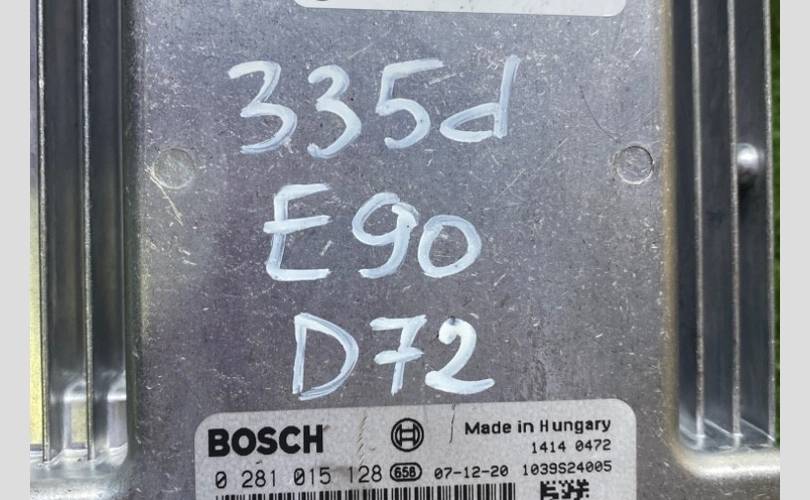 335d
E90
D72
BOSCH Made in Hungary
1414 0472
0 281 015 128 658 07-12-20 1039S24005